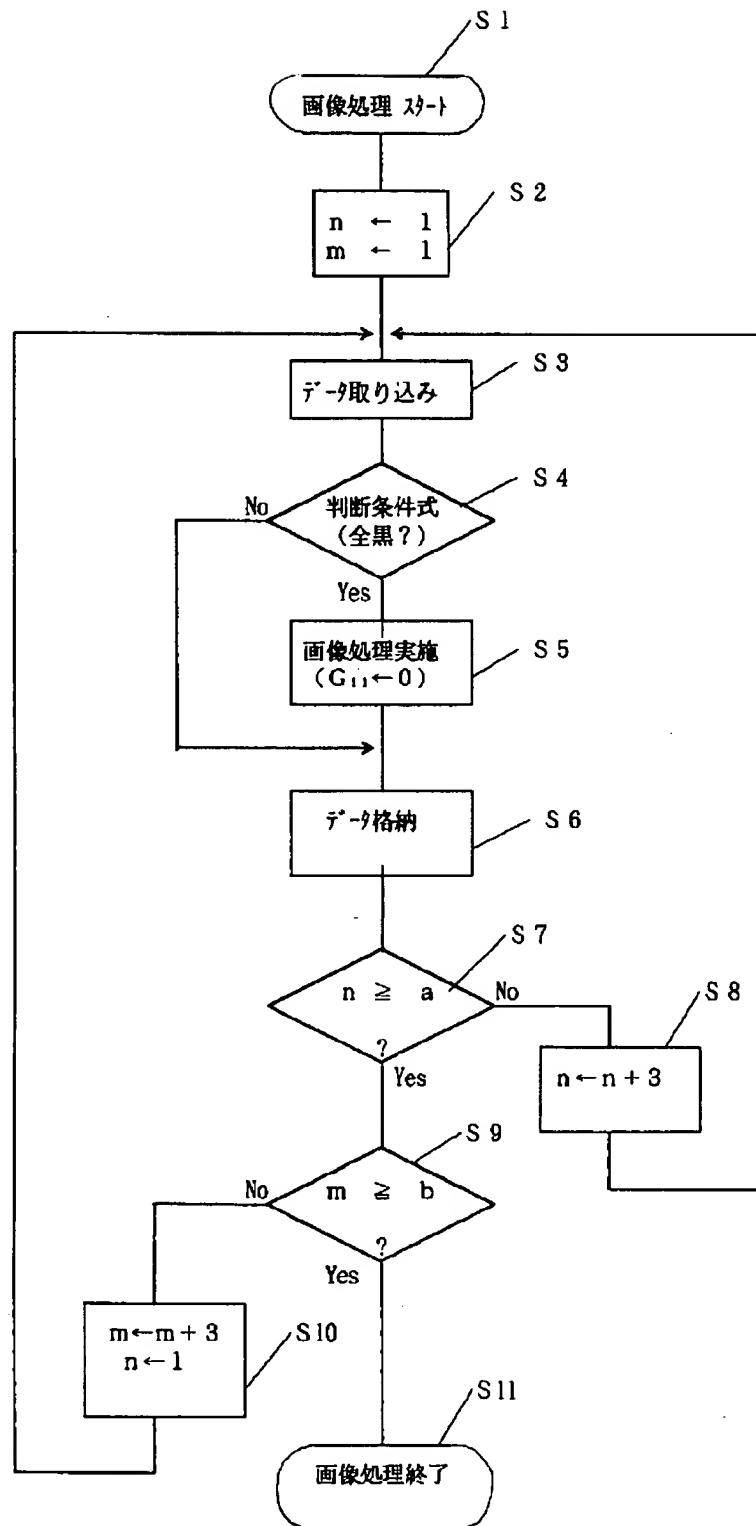 S1
画像処理 スタート
S2
n ← 1
m ← 1
S3
データ取り込み
S4
No
判断条件式
(全黒?)
Yes
画像処理実施
(G₁₁←0)
S5
データ格納
S6
S7
n ≧ a
?
No
Yes
S8
n←n+3
S9
No
m ≧ b
?
Yes
m←m+3
n←1
S10
S11
画像処理終了